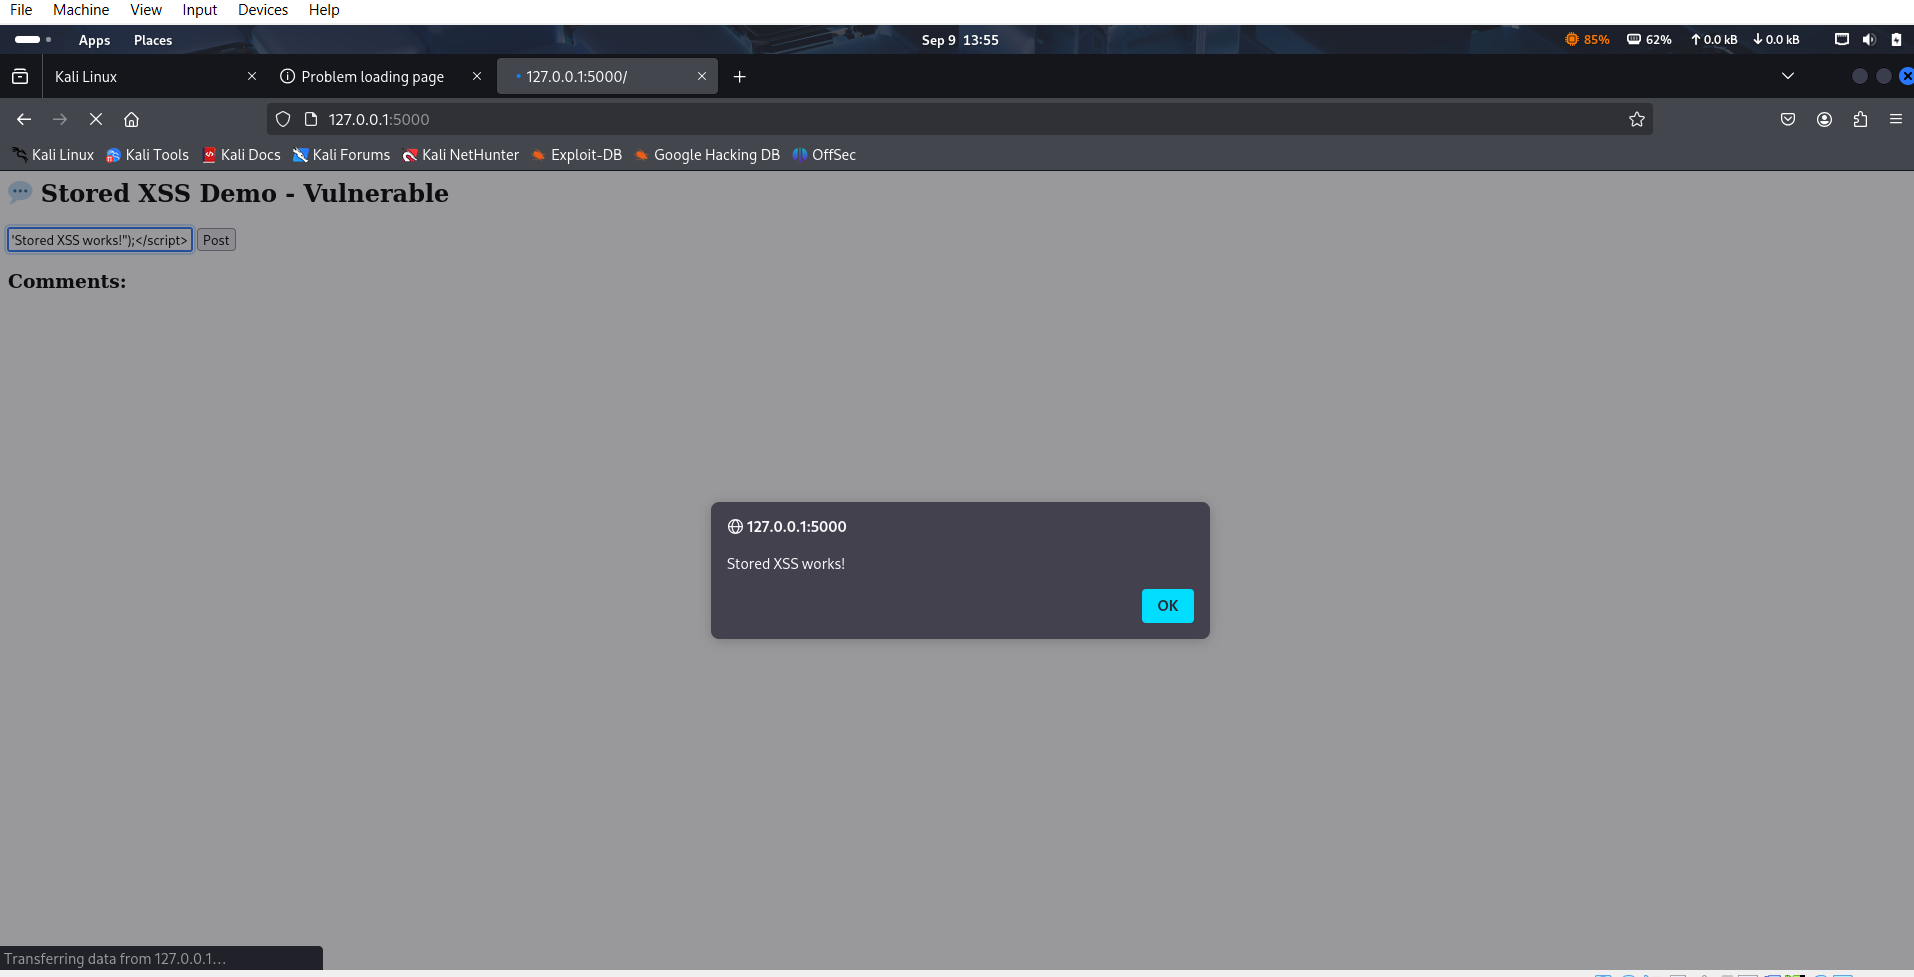 File Machine View Input Devices Help
Apps Places Sep 9 13:55 85% 62% 0.0 kB 0.0 kB
Kali Linux Problem loading page 127.0.0.1:5000/
127.0.0.1:5000
Kali Linux Kali Tools Kali Docs Kali Forums Kali NetHunter Exploit-DB Google Hacking DB OffSec
Stored XSS Demo - Vulnerable
"Stored XSS works!");</script> Post
Comments:
127.0.0.1:5000
Stored XSS works!
OK
Transferring data from 127.0.0.1…